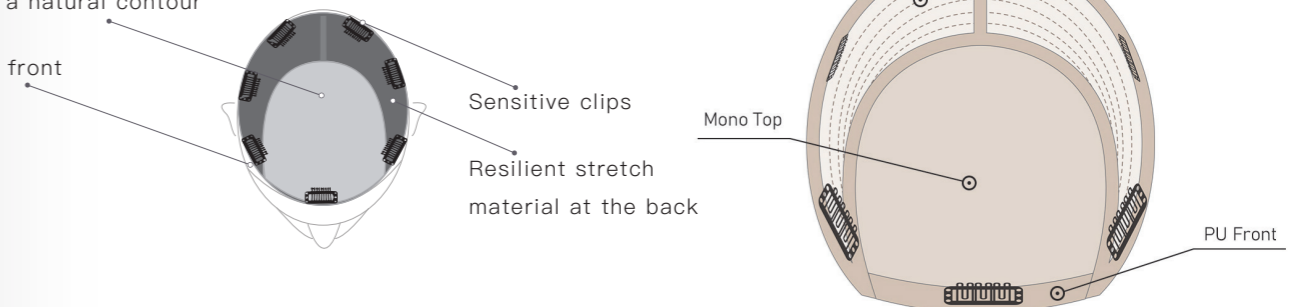 a natural contour
front
Sensitive clips
Resilient stretch
material at the back
Mono Top
PU Front